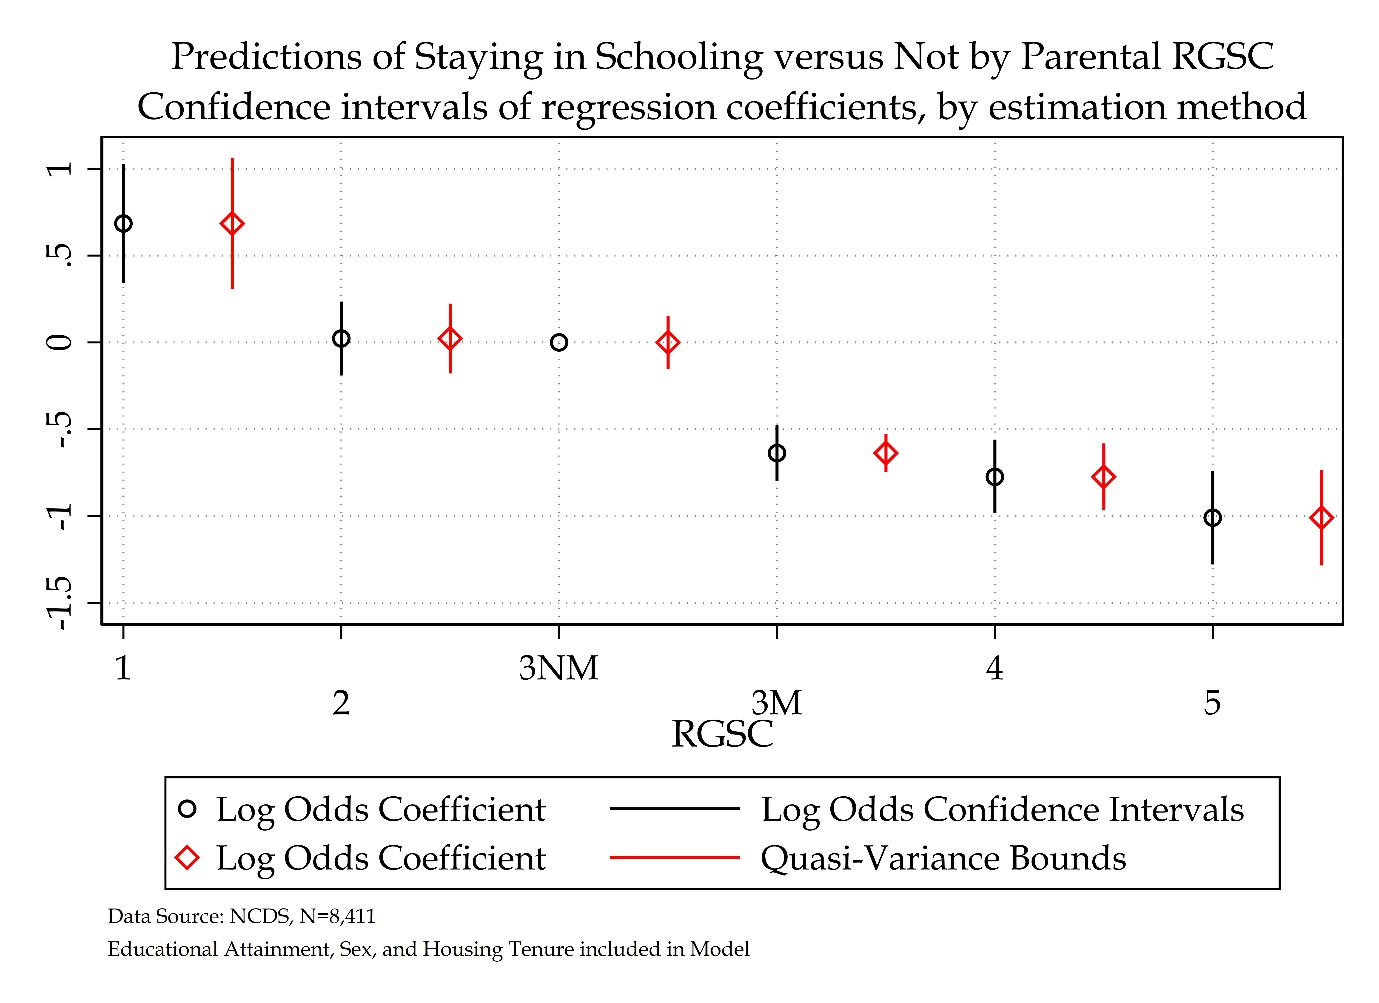 Predictions of Staying in Schooling versus Not by Parental RGSC
Confidence intervals of regression coefficients, by estimation method
1
.5
0
-.5
-1
-1.5
1
2
3NM
3M
4
5
RGSC
Log Odds Coefficient
Log Odds Confidence Intervals
Log Odds Coefficient
Quasi-Variance Bounds
Data Source: NCDS, N=8,411
Educational Attainment, Sex, and Housing Tenure included in Model